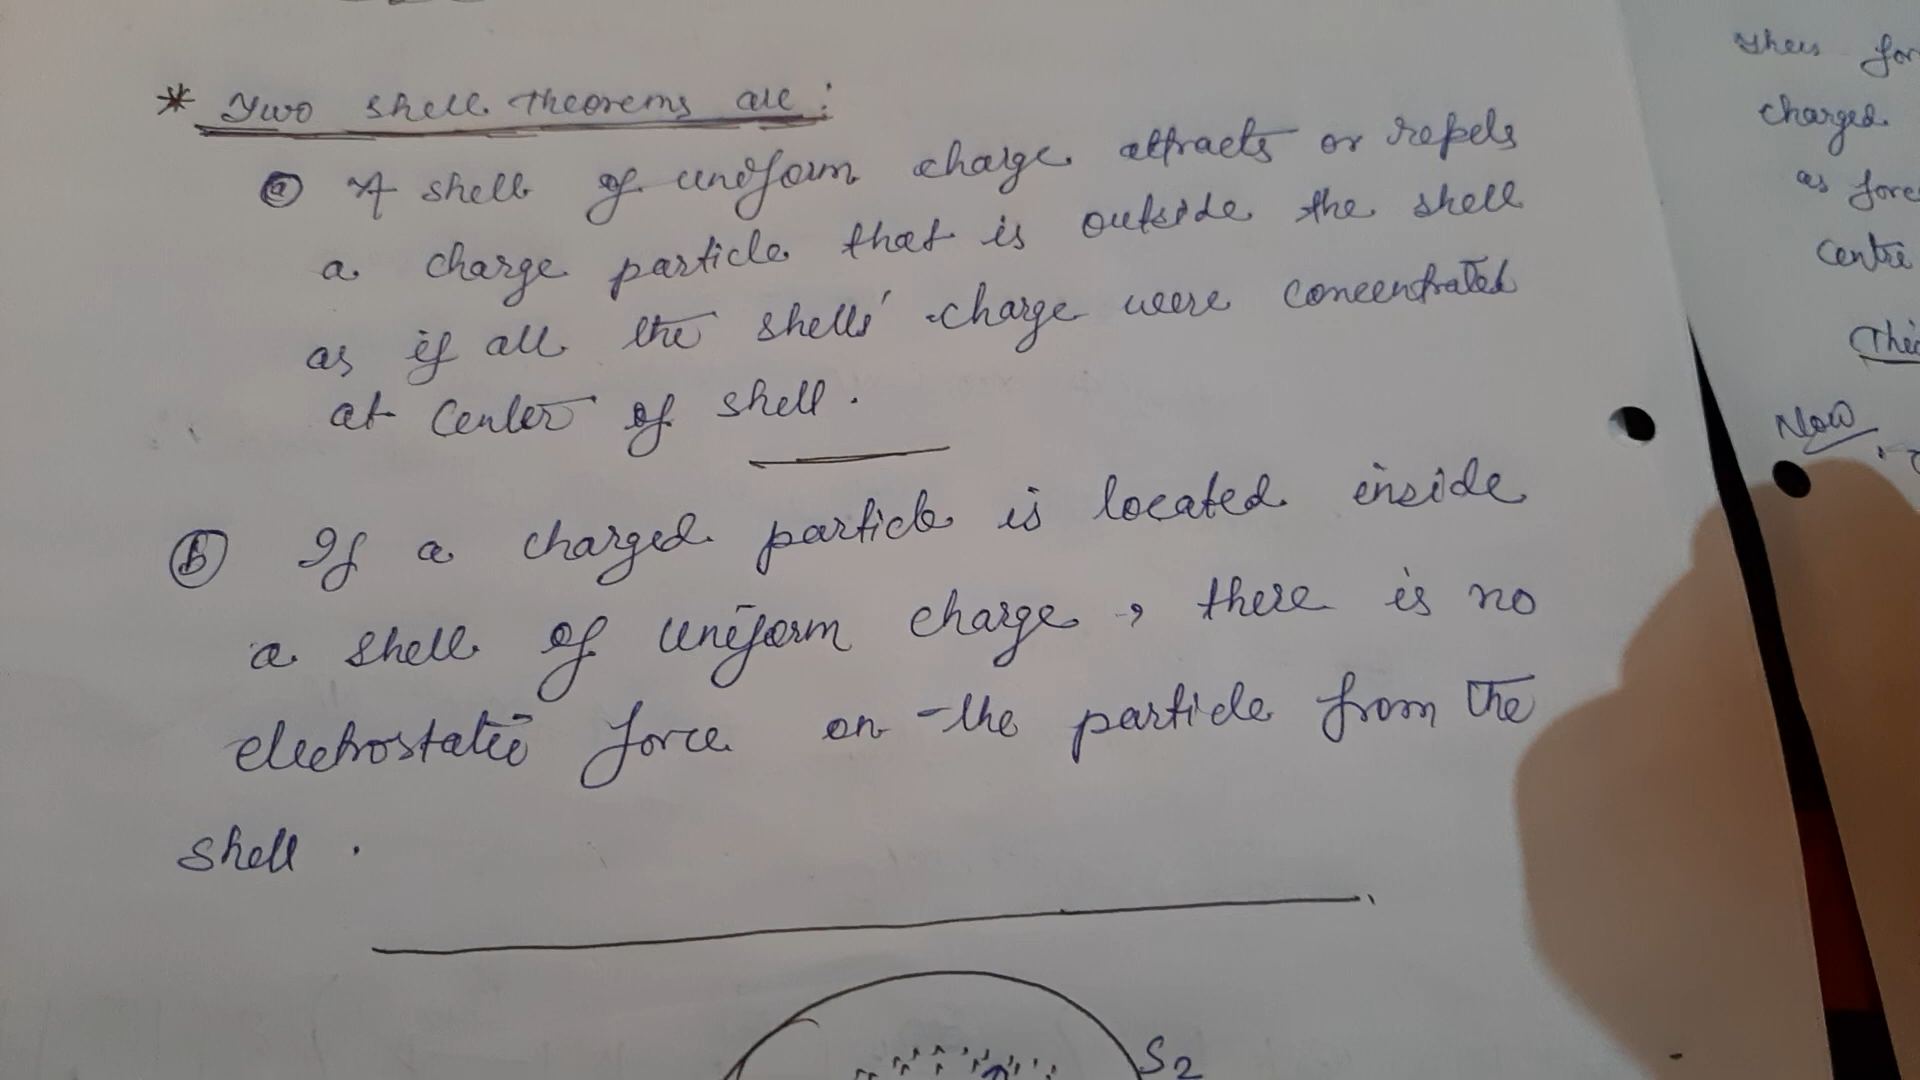 * Two shell theorems are:
ⓐ A shell of uniform charge attracts or repels
a charge particle that is outside the shell
as if all the shells' charge were concentrated
at Center of shell.
ⓑ If a charged particle is located inside
a shell of uniform charge, there is no
electrostatic force on the particle from the
shell.
S2
for
charged
as force
Centre
Now